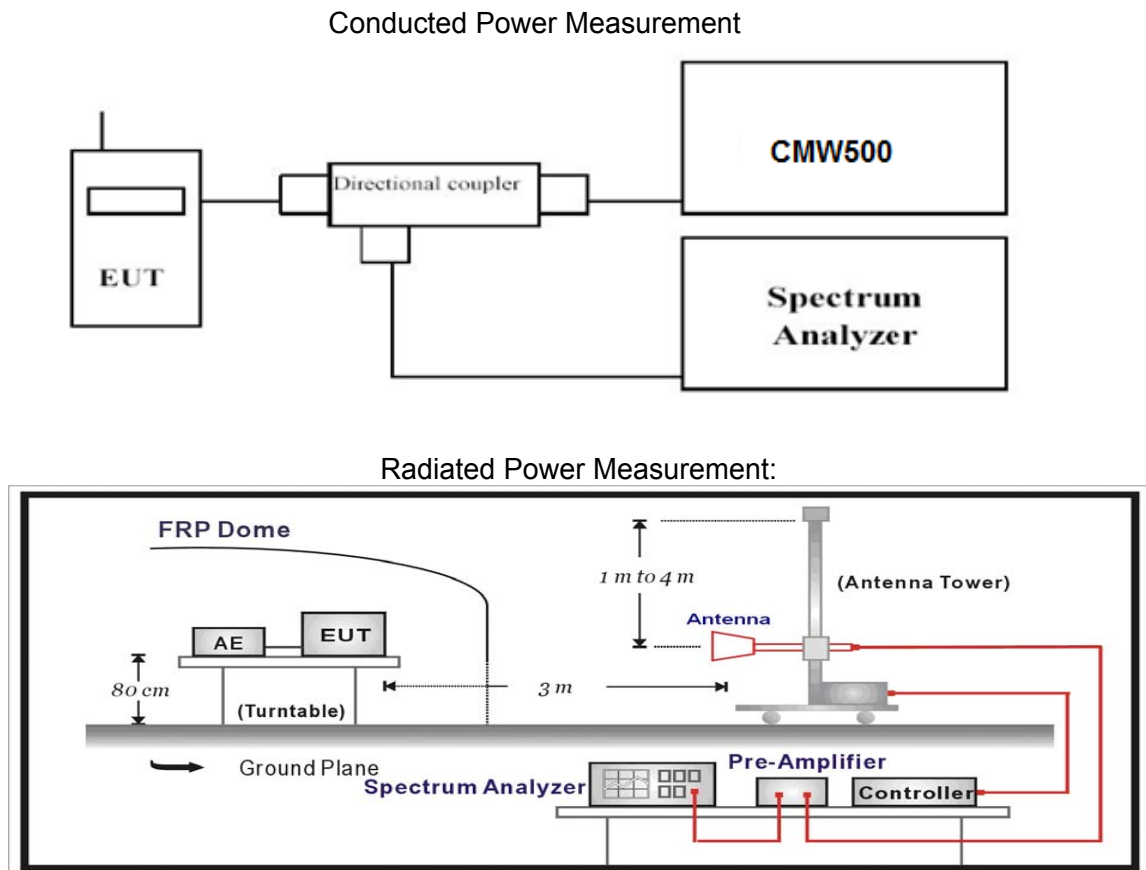 Conducted Power Measurement
CMW500
Directional coupler
EUT
Spectrum
Analyzer
Radiated Power Measurement:
FRP Dome
1 m to 4 m
(Antenna Tower)
Antenna
AE
EUT
80 cm
3 m
(Turntable)
Ground Plane
Spectrum Analyzer
Pre-Amplifier
Controller